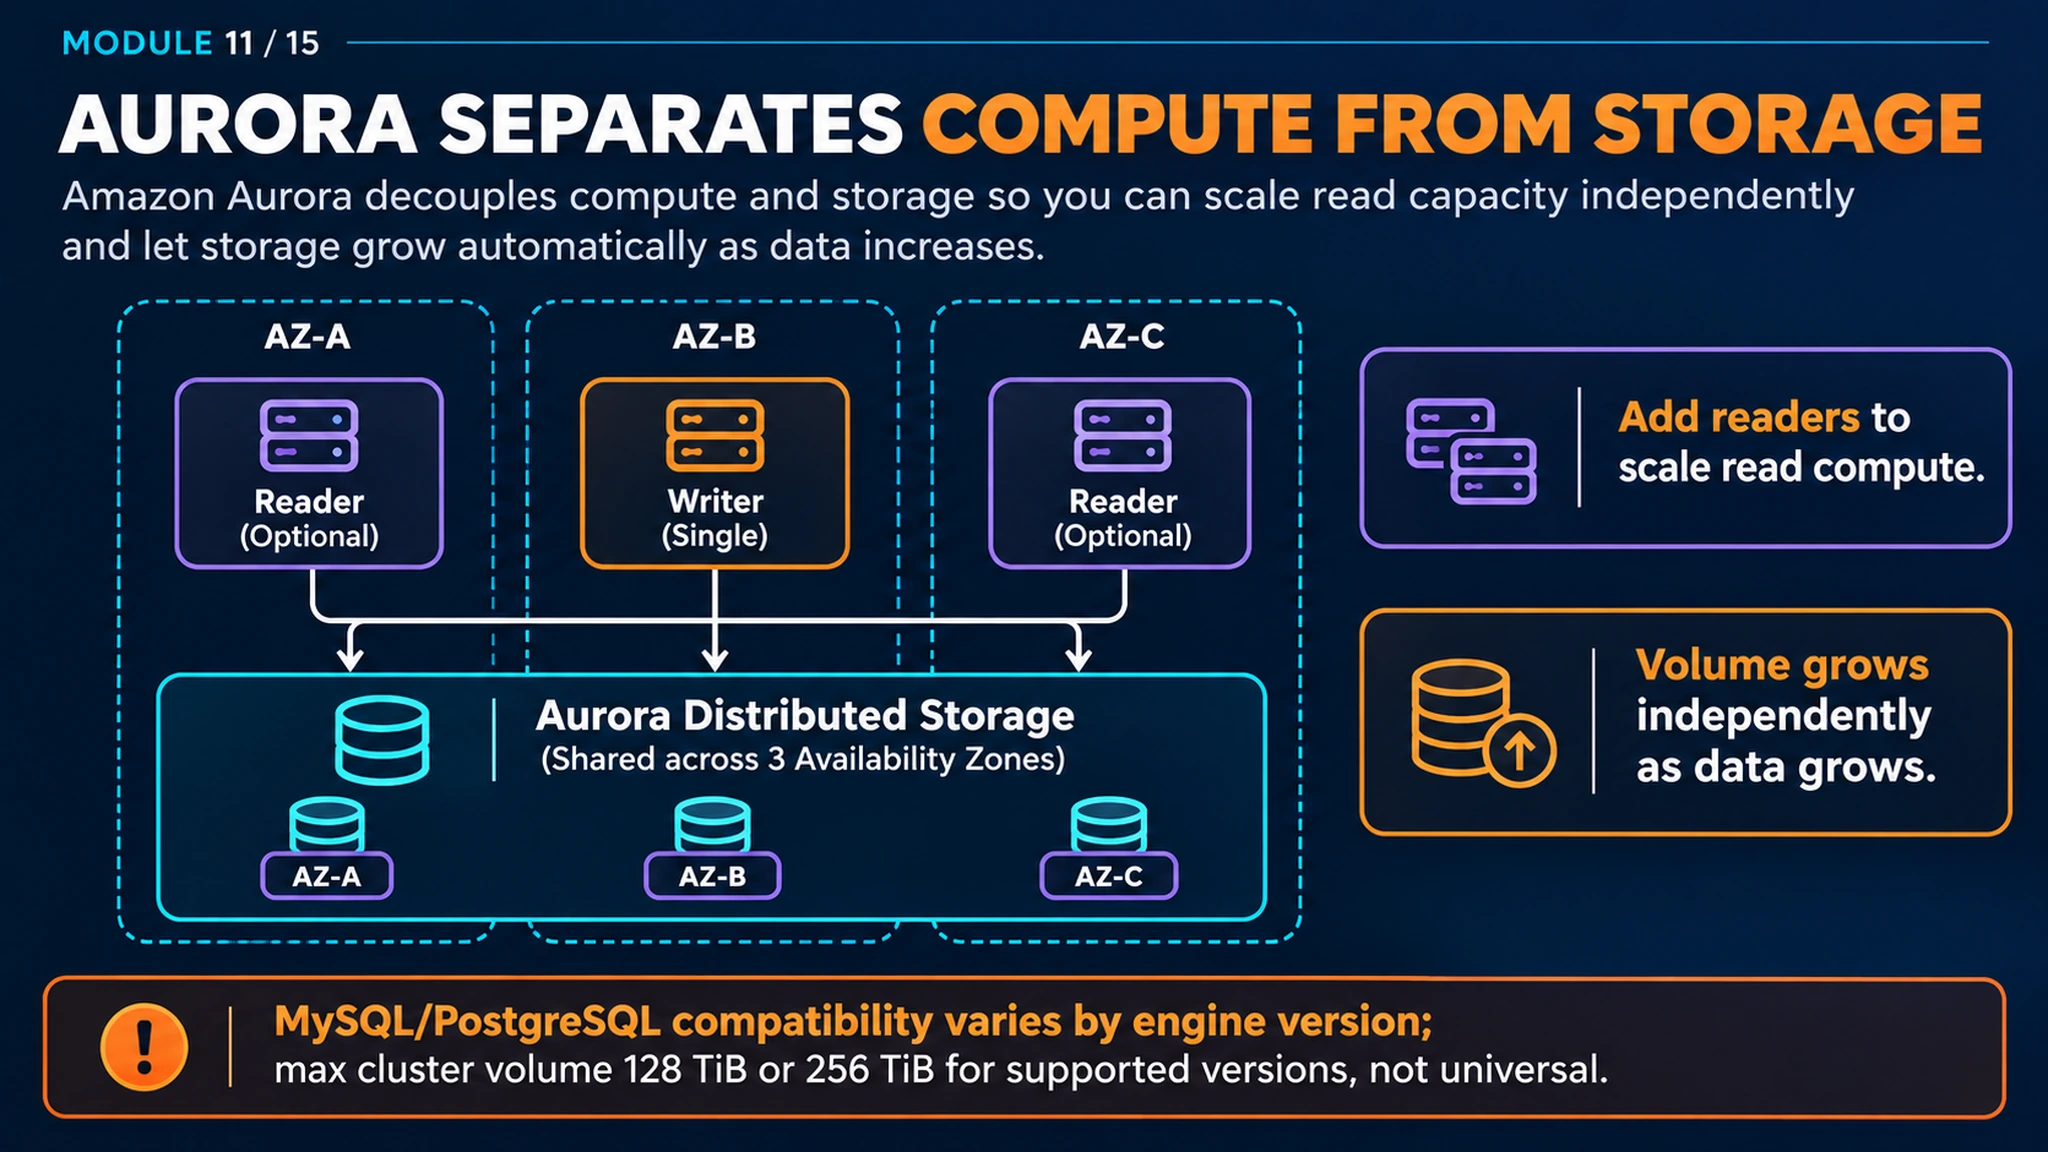 MODULE 11 / 15
AURORA SEPARATES COMPUTE FROM STORAGE
Amazon Aurora decouples compute and storage so you can scale read capacity independently
and let storage grow automatically as data increases.
AZ-A
Reader
(Optional)
AZ-B
Writer
(Single)
AZ-C
Reader
(Optional)
Aurora Distributed Storage
(Shared across 3 Availability Zones)
AZ-A
AZ-B
AZ-C
Add readers to
scale read compute.
Volume grows
independently
as data grows.
!
MySQL/PostgreSQL compatibility varies by engine version;
max cluster volume 128 TiB or 256 TiB for supported versions, not universal.